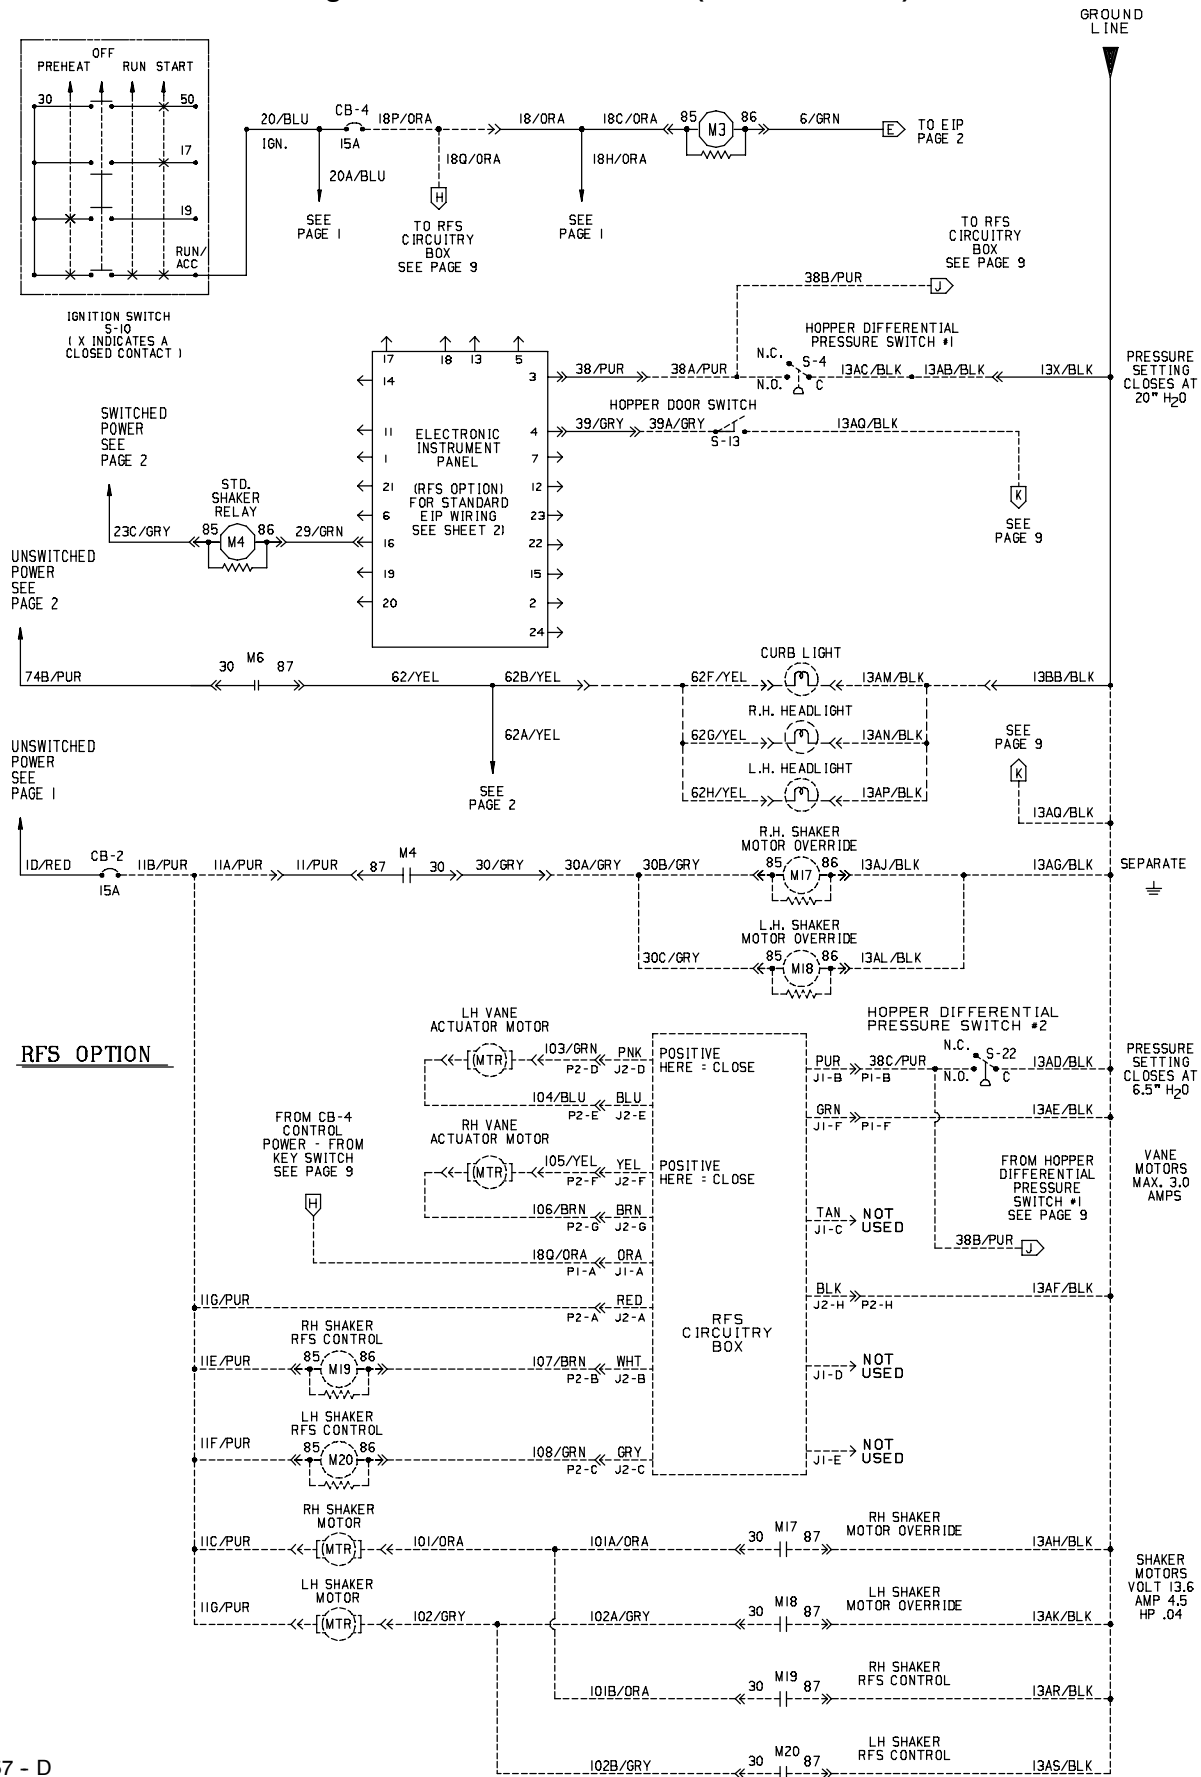 GROUND
LINE
OFF
PREHEAT RUN START
30 50
17
19
RUN/
ACC
IGNITION SWITCH
S-10
( X INDICATES A
CLOSED CONTACT )
20/BLU
IGN.
CB-4
15A
18P/ORA
18/ORA
18C/ORA
85 M3 86
6/GRN
E
TO EIP
PAGE 2
20A/BLU
18Q/ORA
18H/ORA
SEE
PAGE 1
H
TO RFS
CIRCUITRY
BOX
SEE PAGE 9
SEE
PAGE 1
TO RFS
CIRCUITRY
BOX
SEE PAGE 9
38B/PUR
J
HOPPER DIFFERENTIAL
PRESSURE SWITCH #1
17 18 13 5
14 3
38/PUR 38A/PUR
N.C. S-4
N.O. C
13AC/BLK 13AB/BLK 13X/BLK
PRESSURE
SETTING
CLOSES AT
20" H2O
HOPPER DOOR SWITCH
11 4
39/GRY 39A/GRY
S-13
13AQ/BLK
K
SEE
PAGE 9
ELECTRONIC
INSTRUMENT
PANEL
(RFS OPTION)
FOR STANDARD
EIP WIRING
SEE SHEET 2)
1 7
21 12
6 23
16 22
19 15
20 2
24
SWITCHED
POWER
SEE
PAGE 2
STD.
SHAKER
RELAY
23C/GRY
85 M4 86
29/GRN
UNSWITCHED
POWER
SEE
PAGE 2
74B/PUR
30 M6 87
62/YEL
62B/YEL
62A/YEL
SEE
PAGE 2
CURB LIGHT
62F/YEL 13AM/BLK 13BB/BLK
R.H. HEADLIGHT
62G/YEL 13AN/BLK
L.H. HEADLIGHT
62H/YEL 13AP/BLK
SEE
PAGE 9
K
13AQ/BLK
UNSWITCHED
POWER
SEE
PAGE 1
1D/RED
CB-2
15A
11B/PUR 11A/PUR 11/PUR
87 M4 30
30/GRY 30A/GRY 30B/GRY
R.H. SHAKER
MOTOR OVERRIDE
85 M17 86
13AJ/BLK 13AG/BLK
SEPARATE
L.H. SHAKER
MOTOR OVERRIDE
30C/GRY
85 M18 86
13AL/BLK
RFS OPTION
LH VANE
ACTUATOR MOTOR
(MTR)
103/GRN PNK
P2-D J2-D
POSITIVE
HERE = CLOSE
104/BLU BLU
P2-E J2-E
RH VANE
ACTUATOR MOTOR
(MTR)
105/YEL YEL
P2-F J2-F
POSITIVE
HERE = CLOSE
106/BRN BRN
P2-G J2-G
FROM CB-4
CONTROL
POWER - FROM
KEY SWITCH
SEE PAGE 9
H
18Q/ORA ORA
P1-A J1-A
11G/PUR RED
P2-A J2-A
RFS
CIRCUITRY
BOX
HOPPER DIFFERENTIAL
PRESSURE SWITCH #2
PUR 38C/PUR
J1-B P1-B
N.C. S-22
N.O. C
13AD/BLK
PRESSURE
SETTING
CLOSES AT
6.5" H2O
GRN
J1-F P1-F
13AE/BLK
FROM HOPPER
DIFFERENTIAL
PRESSURE
SWITCH #1
SEE PAGE 9
VANE
MOTORS
MAX. 3.0
AMPS
TAN
J1-C
NOT
USED
38B/PUR
J
BLK
J2-H P2-H
13AF/BLK
J1-D
NOT
USED
J1-E
NOT
USED
RH SHAKER
RFS CONTROL
11E/PUR
85 M19 86
107/BRN WHT
P2-B J2-B
LH SHAKER
RFS CONTROL
11F/PUR
85 M20 86
108/GRN GRY
P2-C J2-C
RH SHAKER
MOTOR
11C/PUR
(MTR)
101/ORA 101A/ORA
30 M17 87
RH SHAKER
MOTOR OVERRIDE
13AH/BLK
LH SHAKER
MOTOR
11G/PUR
(MTR)
102/GRY 102A/GRY
30 M18 87
LH SHAKER
MOTOR OVERRIDE
13AK/BLK
SHAKER
MOTORS
VOLT 13.6
AMP 4.5
HP .04
101B/ORA
30 M19 87
RH SHAKER
RFS CONTROL
13AR/BLK
102B/GRY
30 M20 87
LH SHAKER
RFS CONTROL
13AS/BLK
57 - D